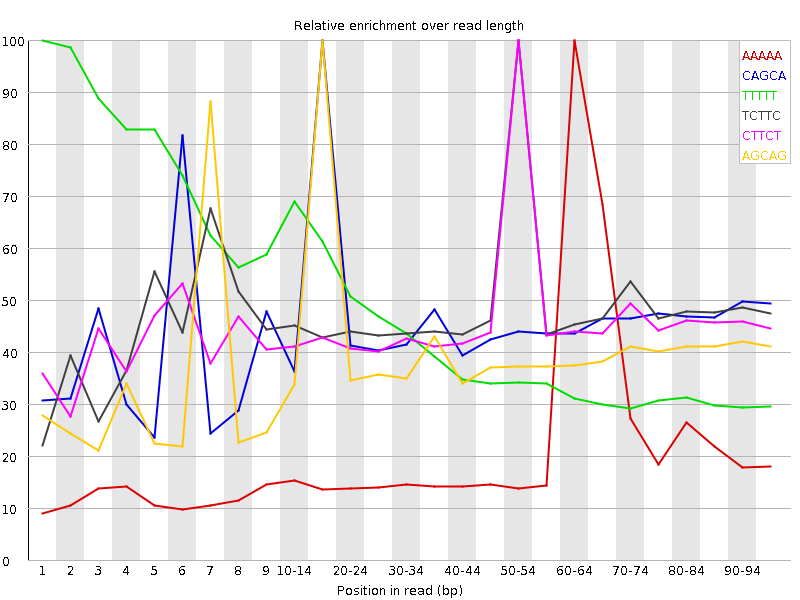 Relative enrichment over read length
100
90
80
70
60
50
40
30
20
10
0
AAAAA
CAGCA
TTTTT
TCTTC
CTTCT
AGCAG
1 2 3 4 5 6 7 8 9 10-14 20-24 30-34 40-44 50-54 60-64 70-74 80-84 90-94
Position in read (bp)